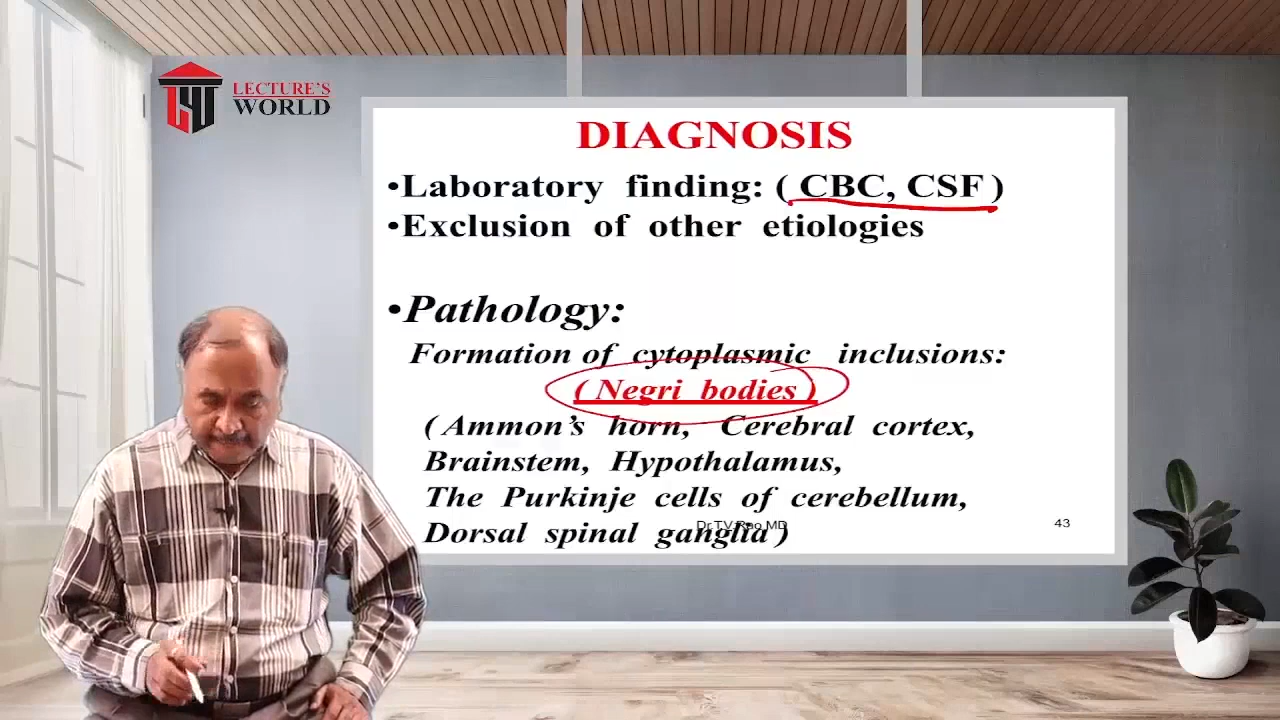 LECTURE'S
WORLD
DIAGNOSIS
•Laboratory finding: ( CBC, CSF )
•Exclusion of other etiologies
•Pathology:
Formation of cytoplasmic inclusions:
( Negri bodies )
( Ammon's horn, Cerebral cortex,
Brainstem, Hypothalamus,
The Purkinje cells of cerebellum,
Dorsal spinal ganglia )
Dr.T.V.Rao MD
43